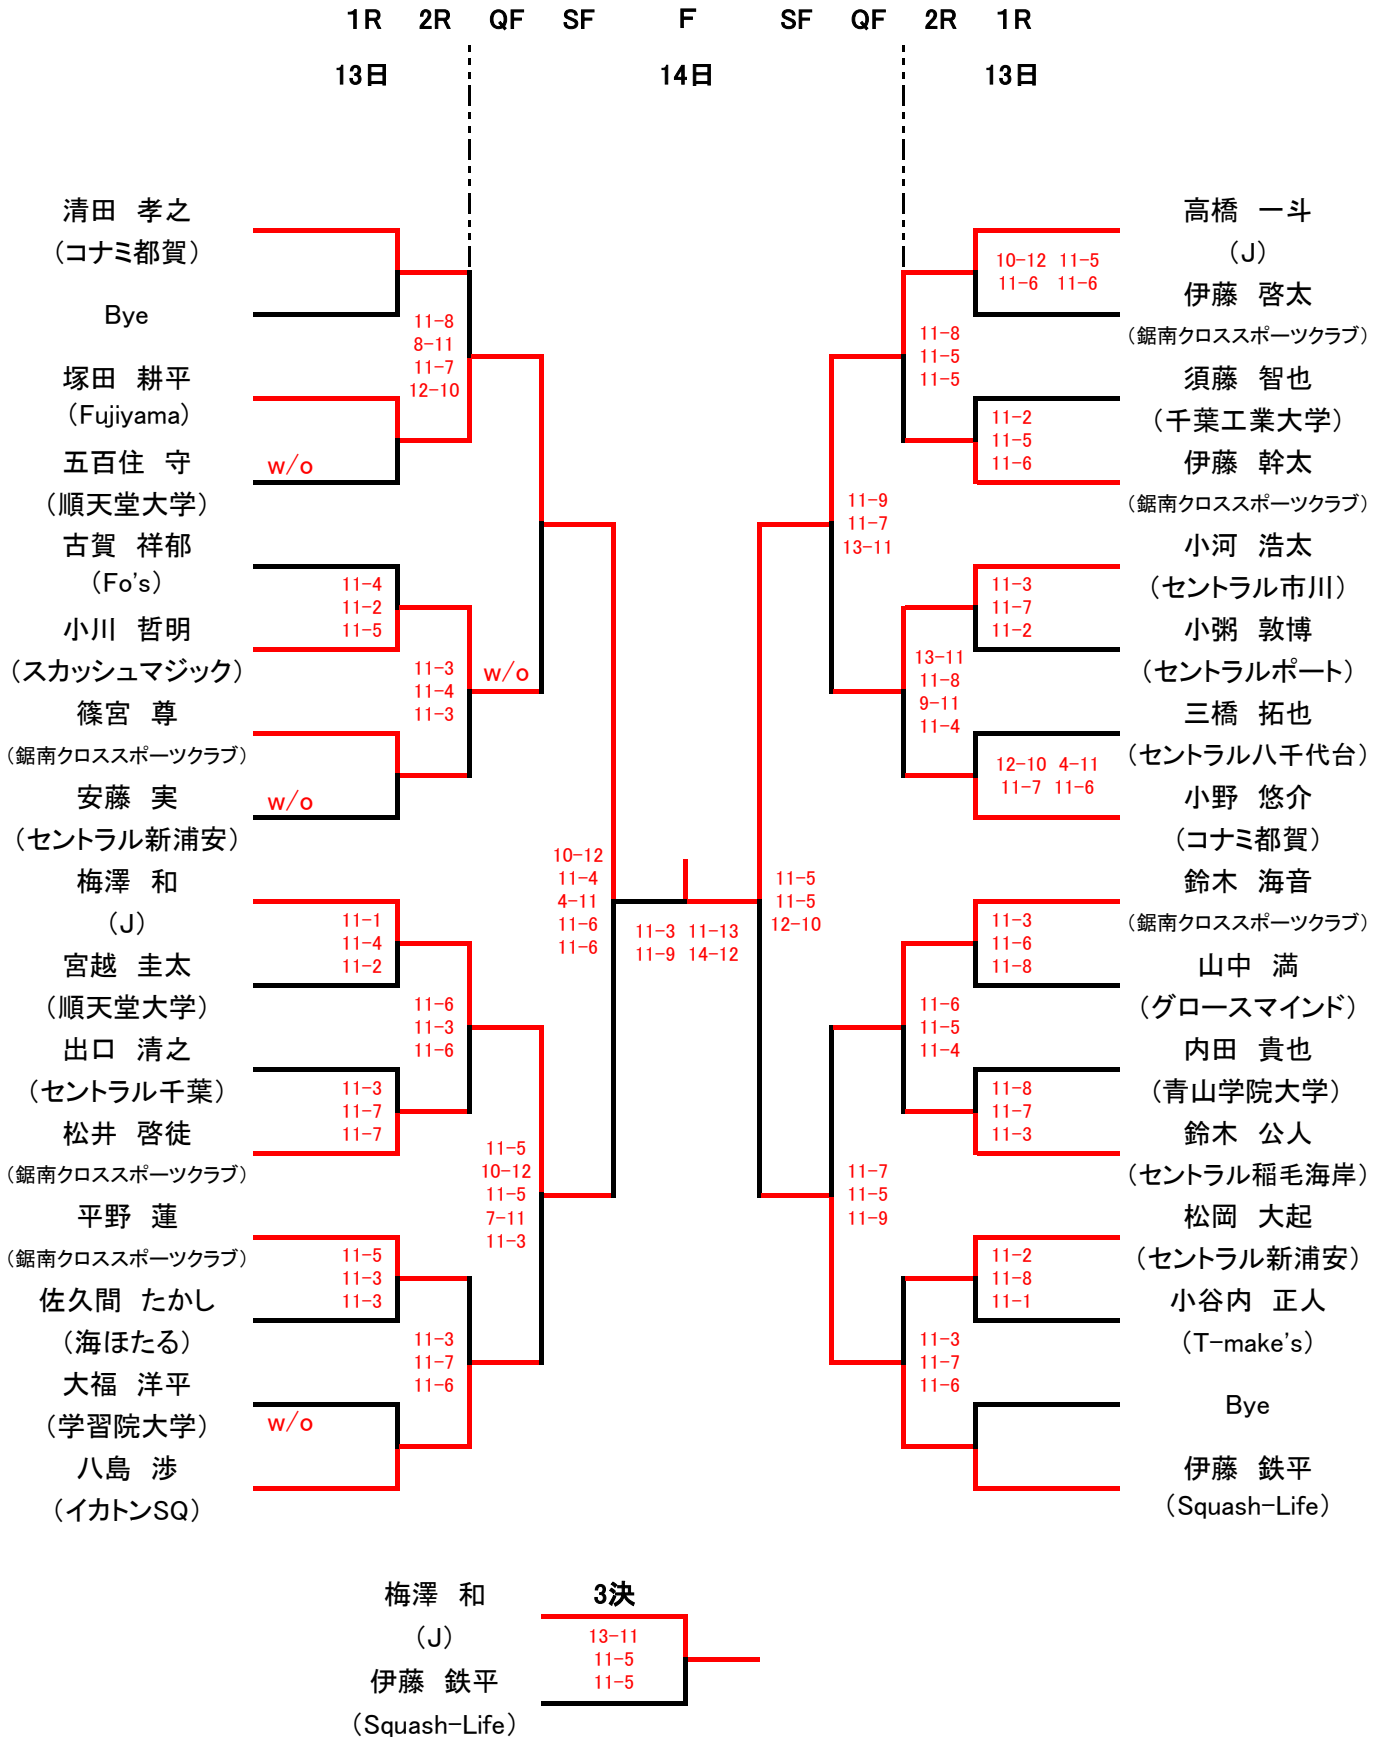 1R 2R QF SF F SF QF 2R 1R
13日 14日 13日
清田 孝之
(コナミ都賀)
Bye
11-8
8-11
11-7
12-10
塚田 耕平
(Fujiyama)
五百住 守
w/o
(順天堂大学)
古賀 祥郁
(Fo's)
11-4
11-2
11-5
小川 哲明
(スカッシュマジック)
11-3
11-4
11-3
w/o
篠宮 尊
(鋸南クロススポーツクラブ)
安藤 実
w/o
(セントラル新浦安)
10-12
11-4
4-11
11-6
11-6
梅澤 和
(J)
11-1
11-4
11-2
宮越 圭太
(順天堂大学)
11-6
11-3
11-6
出口 清之
(セントラル千葉)
11-3
11-7
11-7
松井 啓徒
(鋸南クロススポーツクラブ)
11-5
10-12
11-5
7-11
11-3
平野 蓮
(鋸南クロススポーツクラブ)
11-5
11-3
11-3
佐久間 たかし
(海ほたる)
11-3
11-7
11-6
大福 洋平
(学習院大学)
w/o
八島 渉
(イカトンSQ)
11-3 11-13
11-9 14-12
高橋 一斗
(J)
10-12 11-5
11-6 11-6
伊藤 啓太
(鋸南クロススポーツクラブ)
11-8
11-5
11-5
須藤 智也
(千葉工業大学)
11-2
11-5
11-6
伊藤 幹太
(鋸南クロススポーツクラブ)
11-9
11-7
13-11
小河 浩太
(セントラル市川)
11-3
11-7
11-2
小粥 敦博
(セントラルポート)
13-11
11-8
9-11
11-4
三橋 拓也
(セントラル八千代台)
12-10 4-11
11-7 11-6
小野 悠介
(コナミ都賀)
11-5
11-5
12-10
鈴木 海音
(鋸南クロススポーツクラブ)
11-3
11-6
11-8
山中 満
(グロースマインド)
11-6
11-5
11-4
内田 貴也
(青山学院大学)
11-8
11-7
11-3
鈴木 公人
(セントラル稲毛海岸)
11-7
11-5
11-9
松岡 大起
(セントラル新浦安)
11-2
11-8
11-1
小谷内 正人
(T-make's)
11-3
11-7
11-6
Bye
伊藤 鉄平
(Squash-Life)
梅澤 和
3決
(J)
13-11
11-5
11-5
伊藤 鉄平
(Squash-Life)